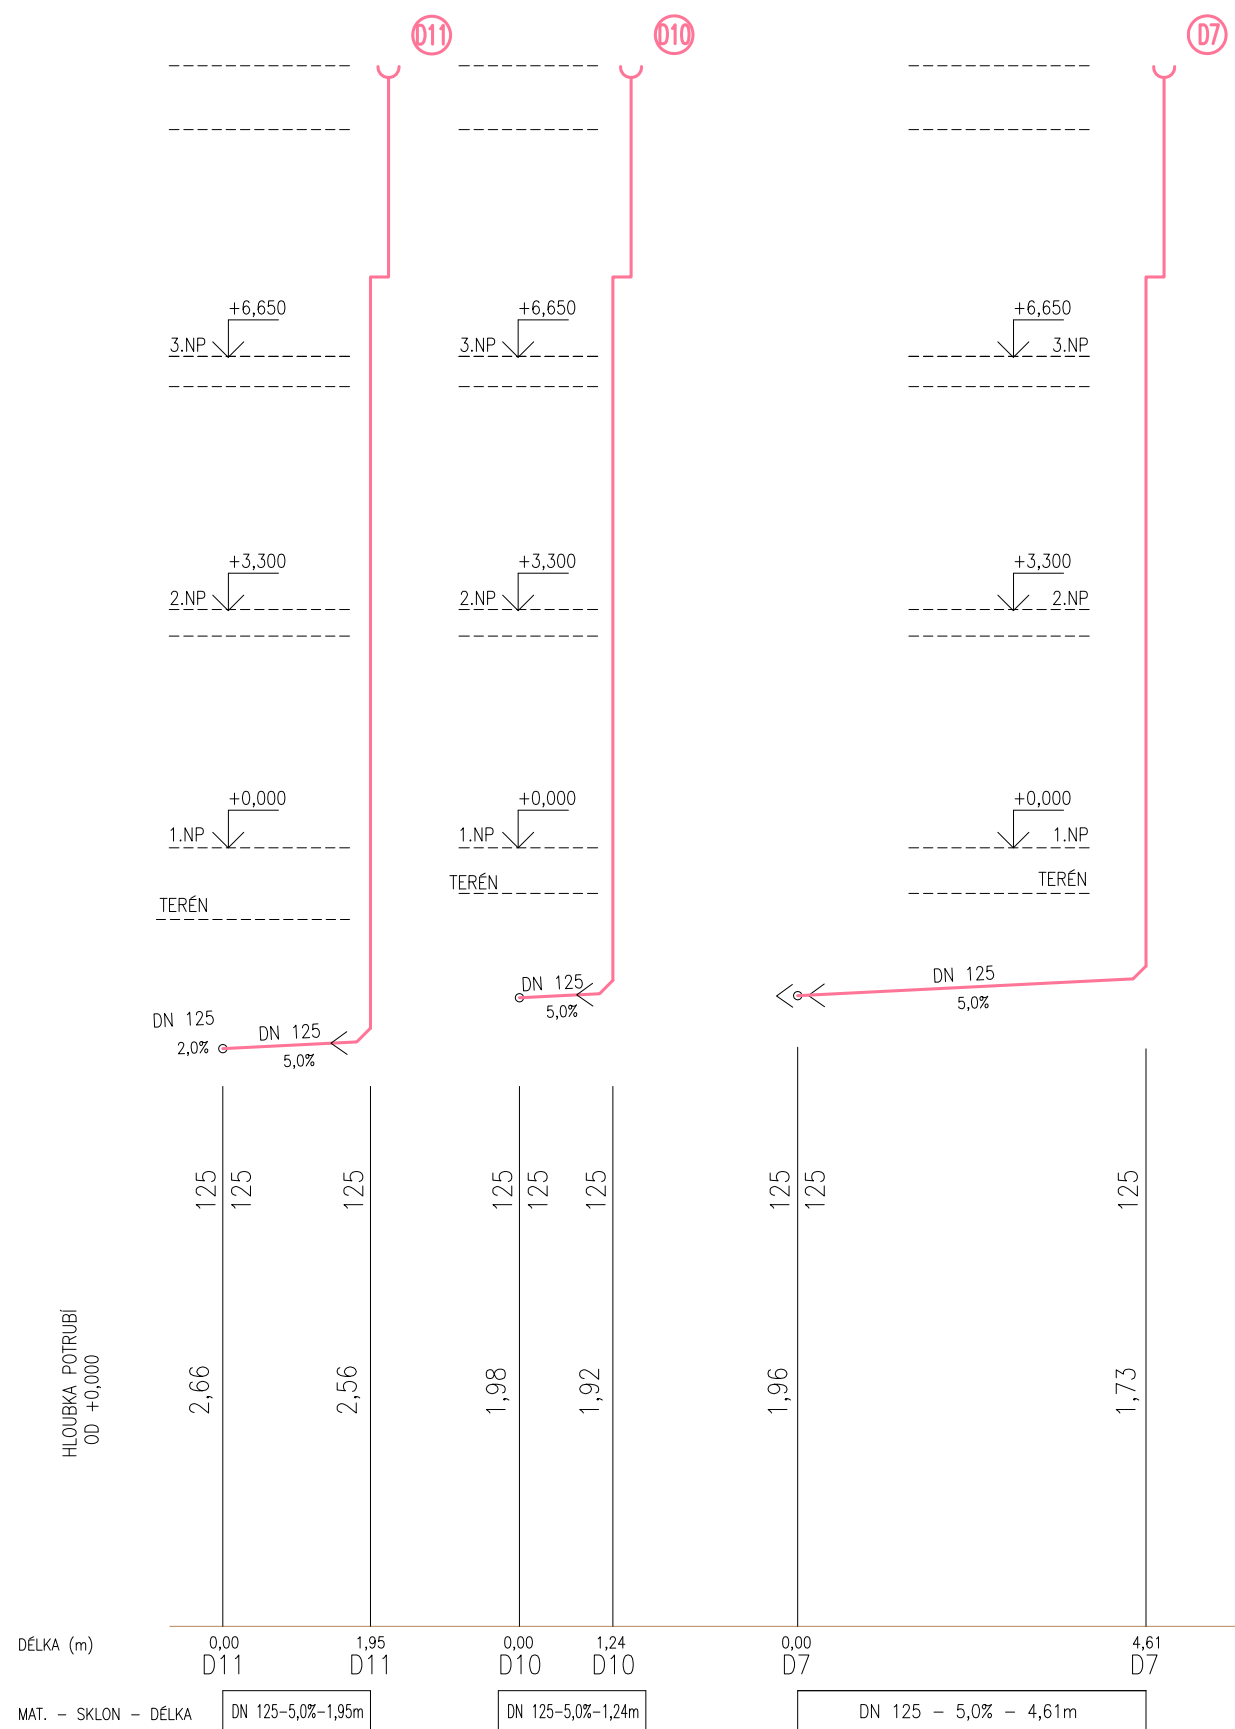 D11 D10 D7
+6,650 +6,650 +6,650
3.NP 3.NP 3.NP
+3,300 +3,300 +3,300
2.NP 2.NP 2.NP
+0,000 +0,000 +0,000
1.NP 1.NP 1.NP
TERÉN TERÉN TERÉN
DN 125 DN 125
5,0% 5,0%
DN 125 DN 125
2,0% 5,0%
125 125 125 125 125 125 125 125 125
HLOUBKA POTRUBÍ
OD +0,000
2,66 2,56 1,98 1,92 1,96 1,73
DÉLKA (m) 0,00 1,95 0,00 1,24 0,00 4,61
D11 D11 D10 D10 D7 D7
MAT. – SKLON – DÉLKA DN 125–5,0%–1,95m DN 125–5,0%–1,24m DN 125 – 5,0% – 4,61m